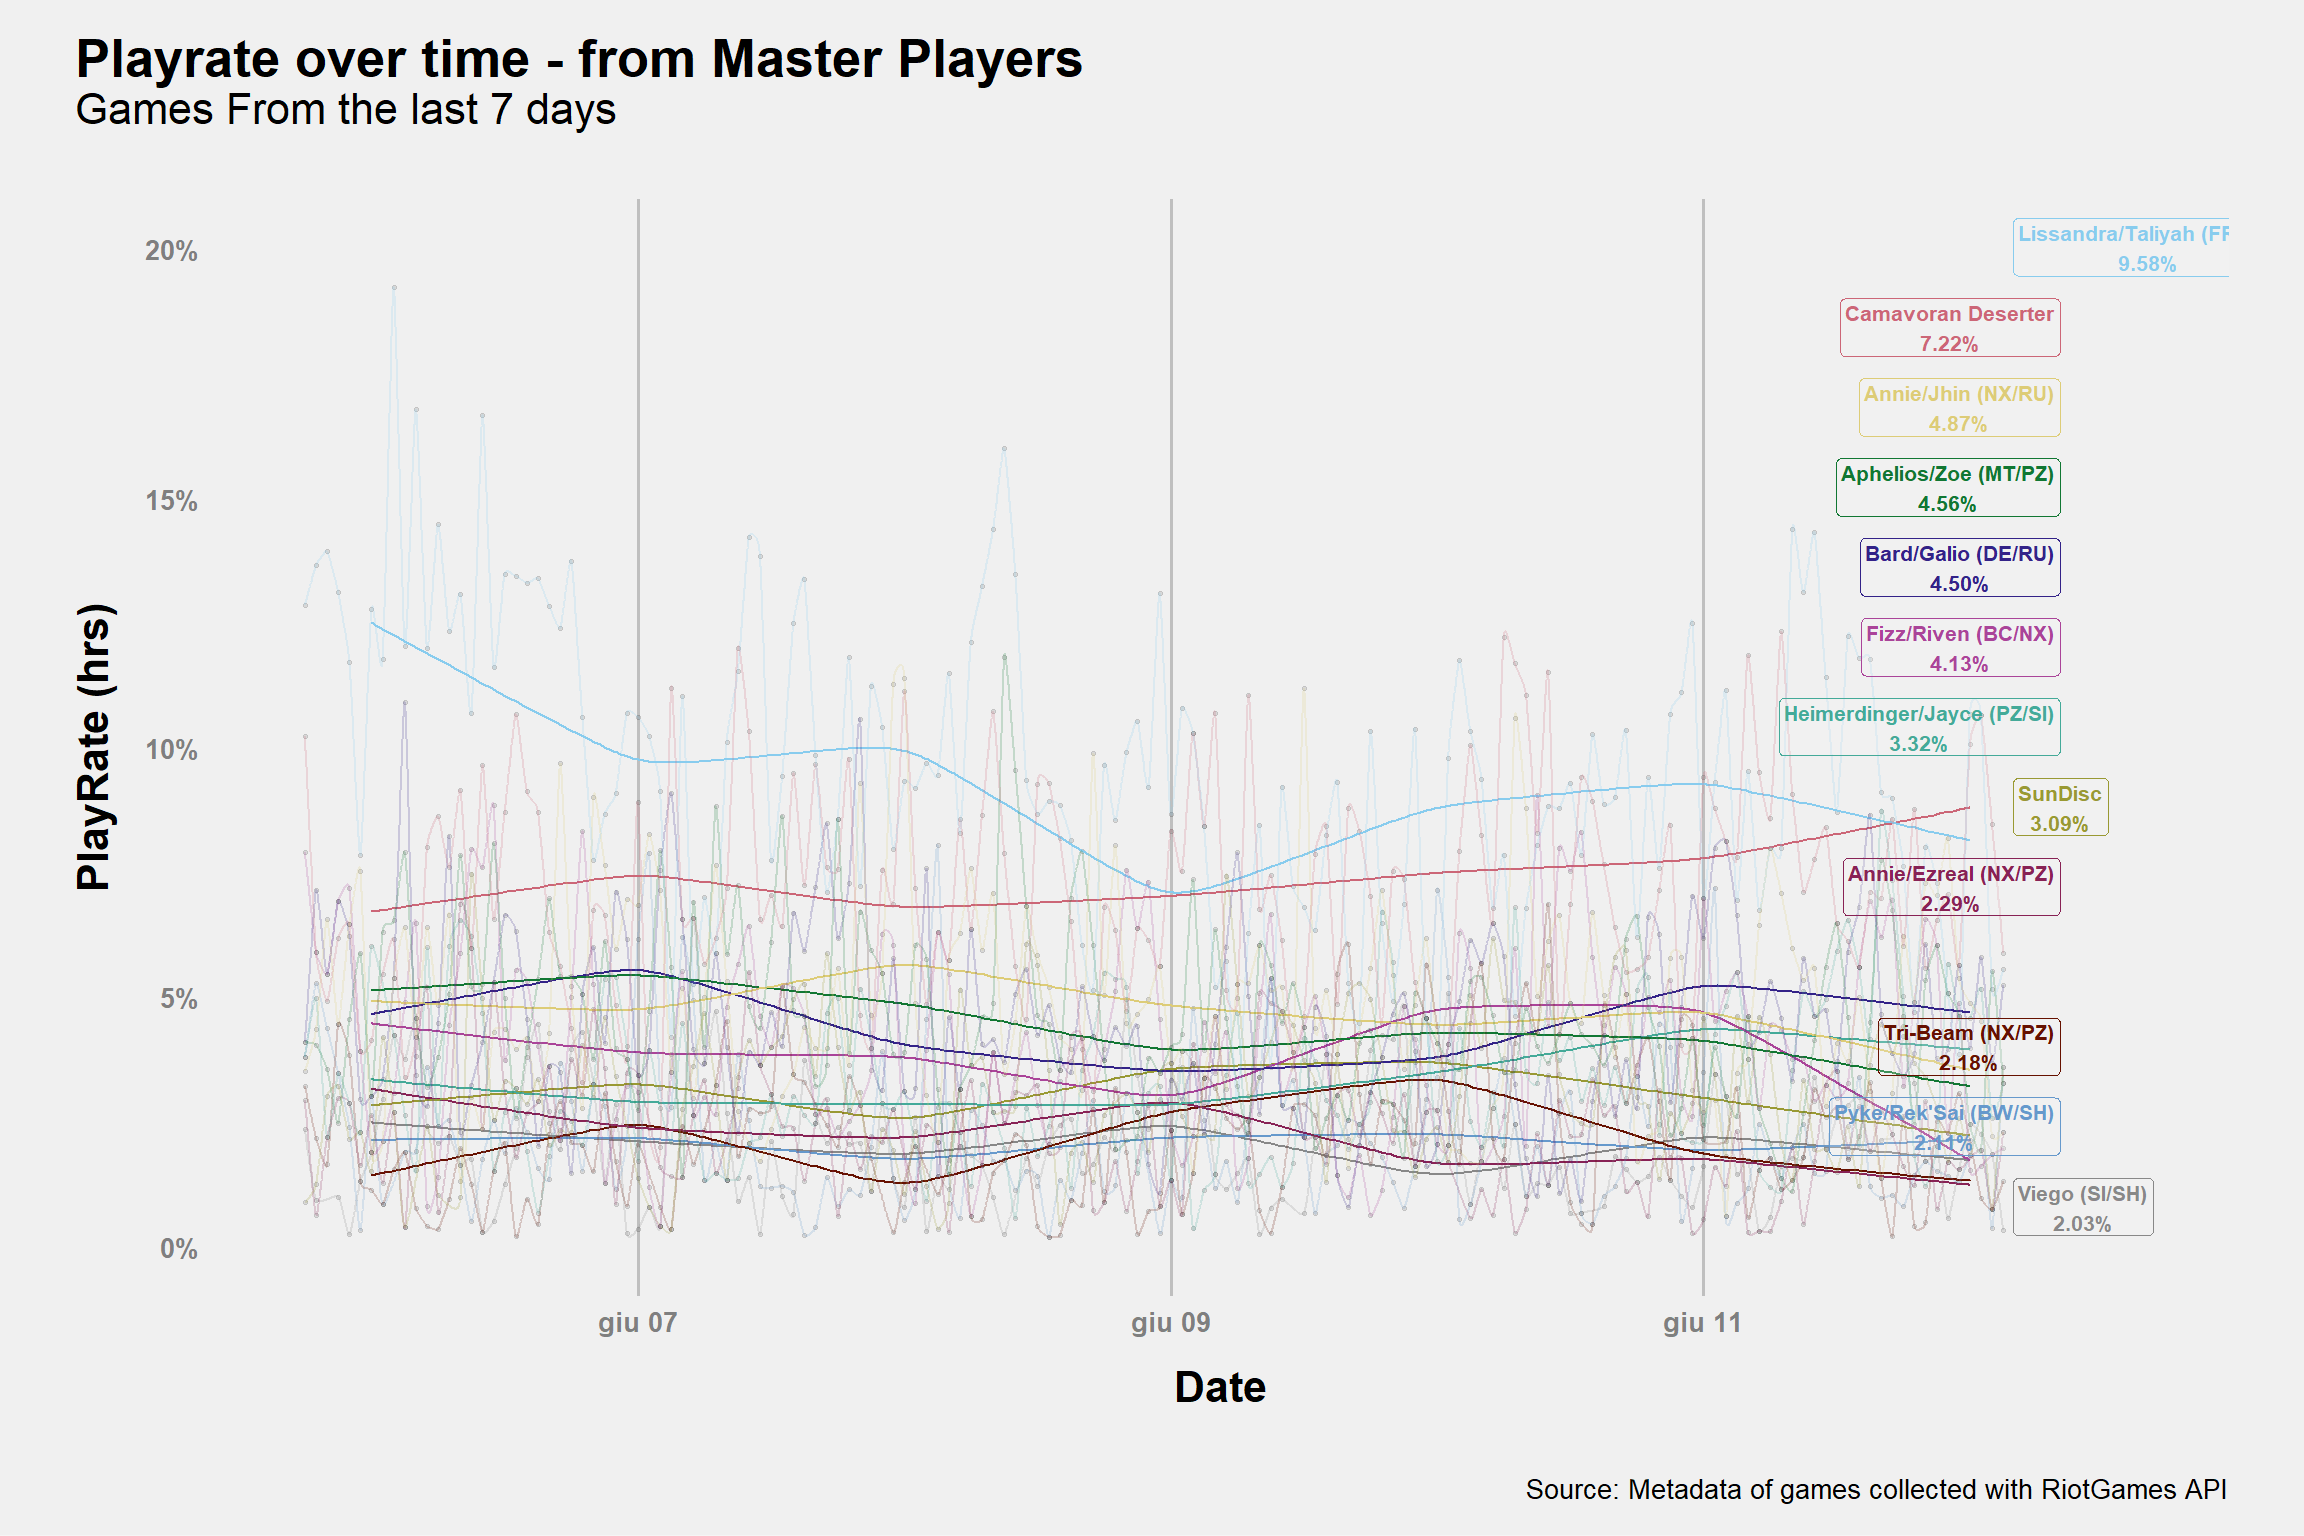 Playrate over time - from Master Players
Games From the last 7 days
PlayRate (hrs)
20%
15%
10%
5%
0%
Lissandra/Taliyah (FF
9.58%
Camavoran Deserter
7.22%
Annie/Jhin (NX/RU)
4.87%
Aphelios/Zoe (MT/PZ)
4.56%
Bard/Galio (DE/RU)
4.50%
Fizz/Riven (BC/NX)
4.13%
Heimerdinger/Jayce (PZ/SI)
3.32%
SunDisc
3.09%
Annie/Ezreal (NX/PZ)
2.29%
Tri-Beam (NX/PZ)
2.18%
Pyke/Rek'Sai (BW/SH)
2.11%
Viego (SI/SH)
2.03%
giu 07
giu 09
giu 11
Date
Source: Metadata of games collected with RiotGames API